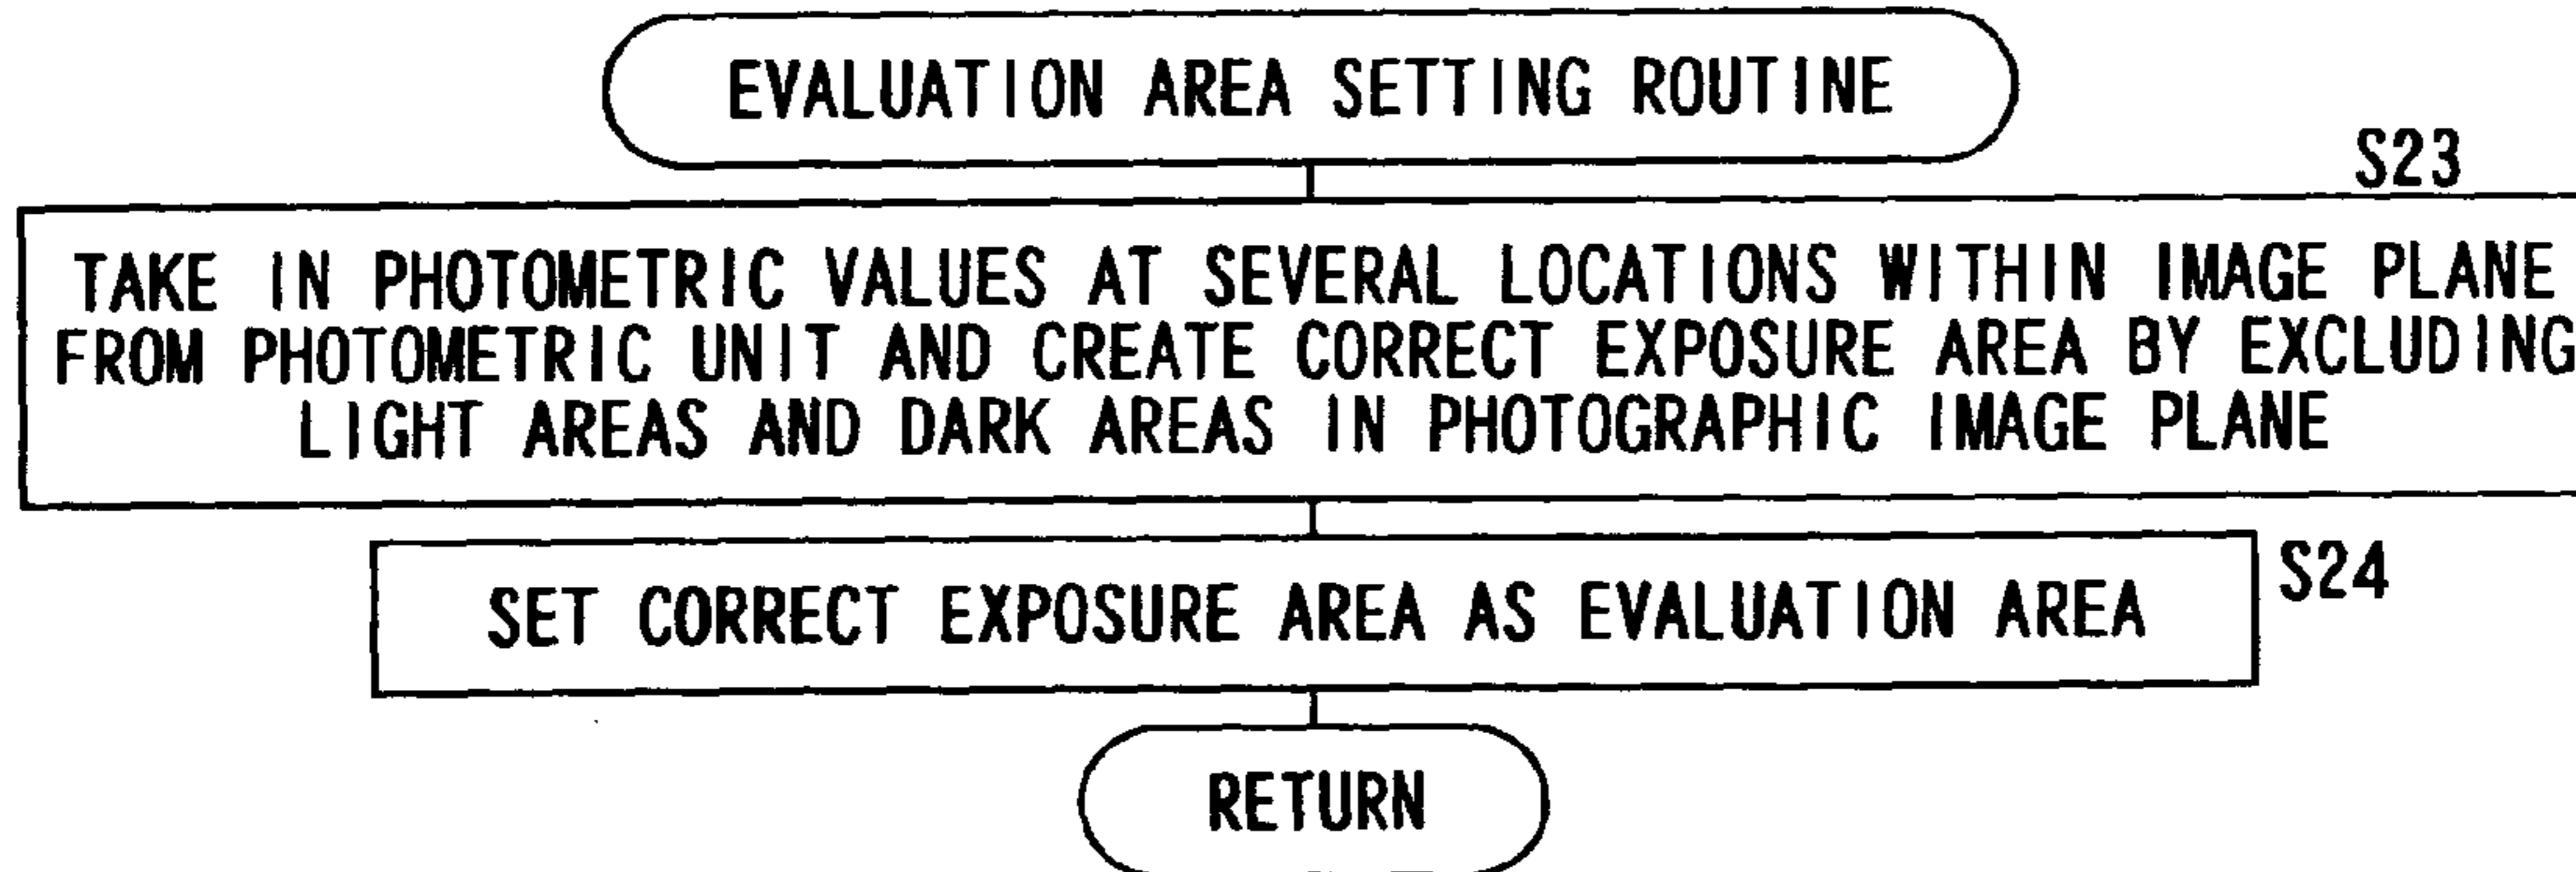 EVALUATION AREA SETTING ROUTINE
S23
TAKE IN PHOTOMETRIC VALUES AT SEVERAL LOCATIONS WITHIN IMAGE PLANE
FROM PHOTOMETRIC UNIT AND CREATE CORRECT EXPOSURE AREA BY EXCLUDING
LIGHT AREAS AND DARK AREAS IN PHOTOGRAPHIC IMAGE PLANE
SET CORRECT EXPOSURE AREA AS EVALUATION AREA
S24
RETURN